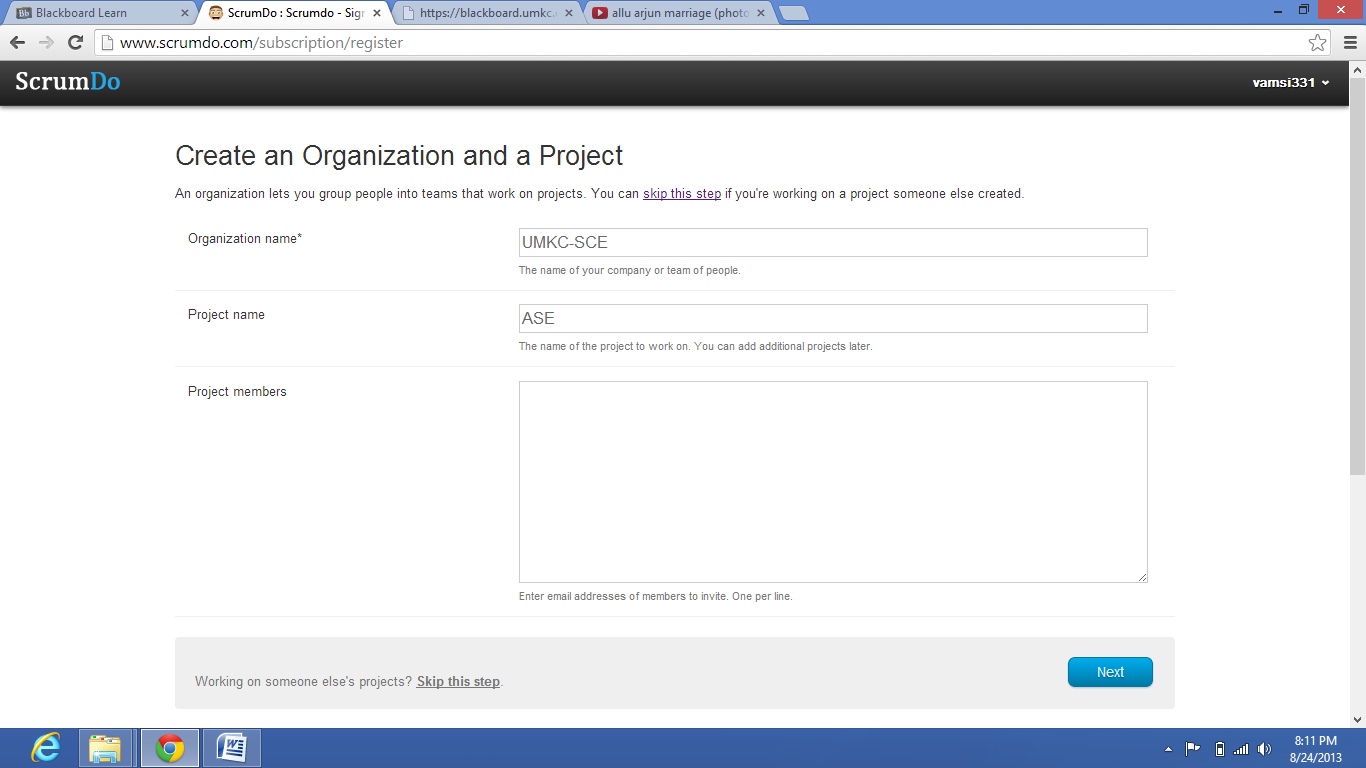 Blackboard Learn
ScrumDo : Scrumdo - Sign
https://blackboard.umkc.
allu arjun marriage (photo
www.scrumdo.com/subscription/register
ScrumDo
vamsi331
Create an Organization and a Project
An organization lets you group people into teams that work on projects. You can skip this step if you're working on a project someone else created.
Organization name*
UMKC-SCE
The name of your company or team of people.
Project name
ASE
The name of the project to work on. You can add additional projects later.
Project members
Enter email addresses of members to invite. One per line.
Working on someone else's projects? Skip this step.
Next
8:11 PM
8/24/2013